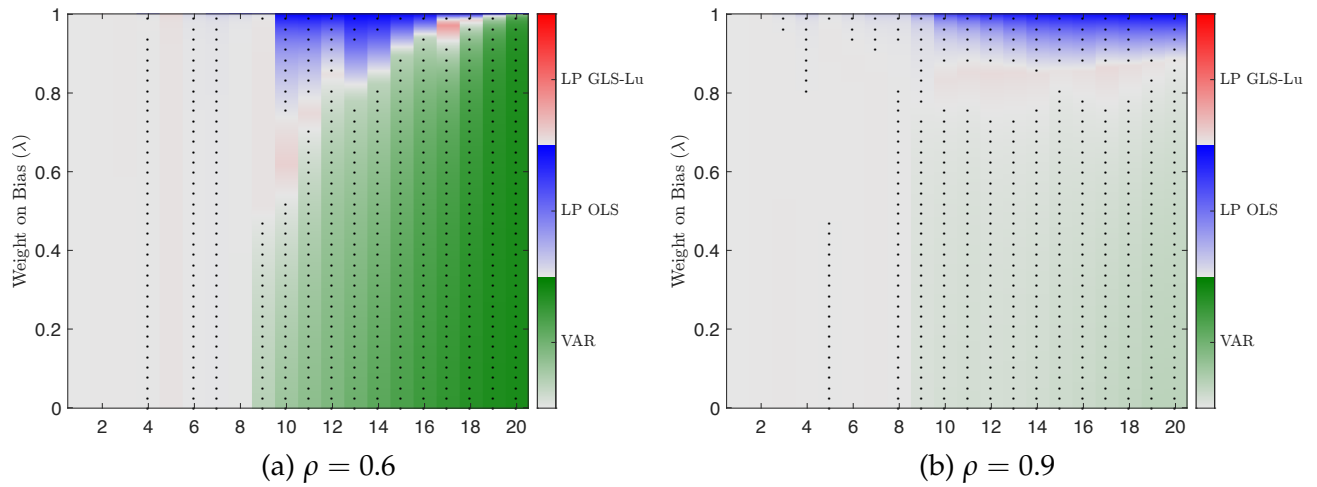 1
0.8
0.6
0.4
0.2
0
Weight on Bias (λ)
2 4 6 8 10 12 14 16 18 20
LP GLS-Lu
LP OLS
VAR
(a) ρ = 0.6
1
0.8
0.6
0.4
0.2
0
Weight on Bias (λ)
2 4 6 8 10 12 14 16 18 20
LP GLS-Lu
LP OLS
VAR
(b) ρ = 0.9